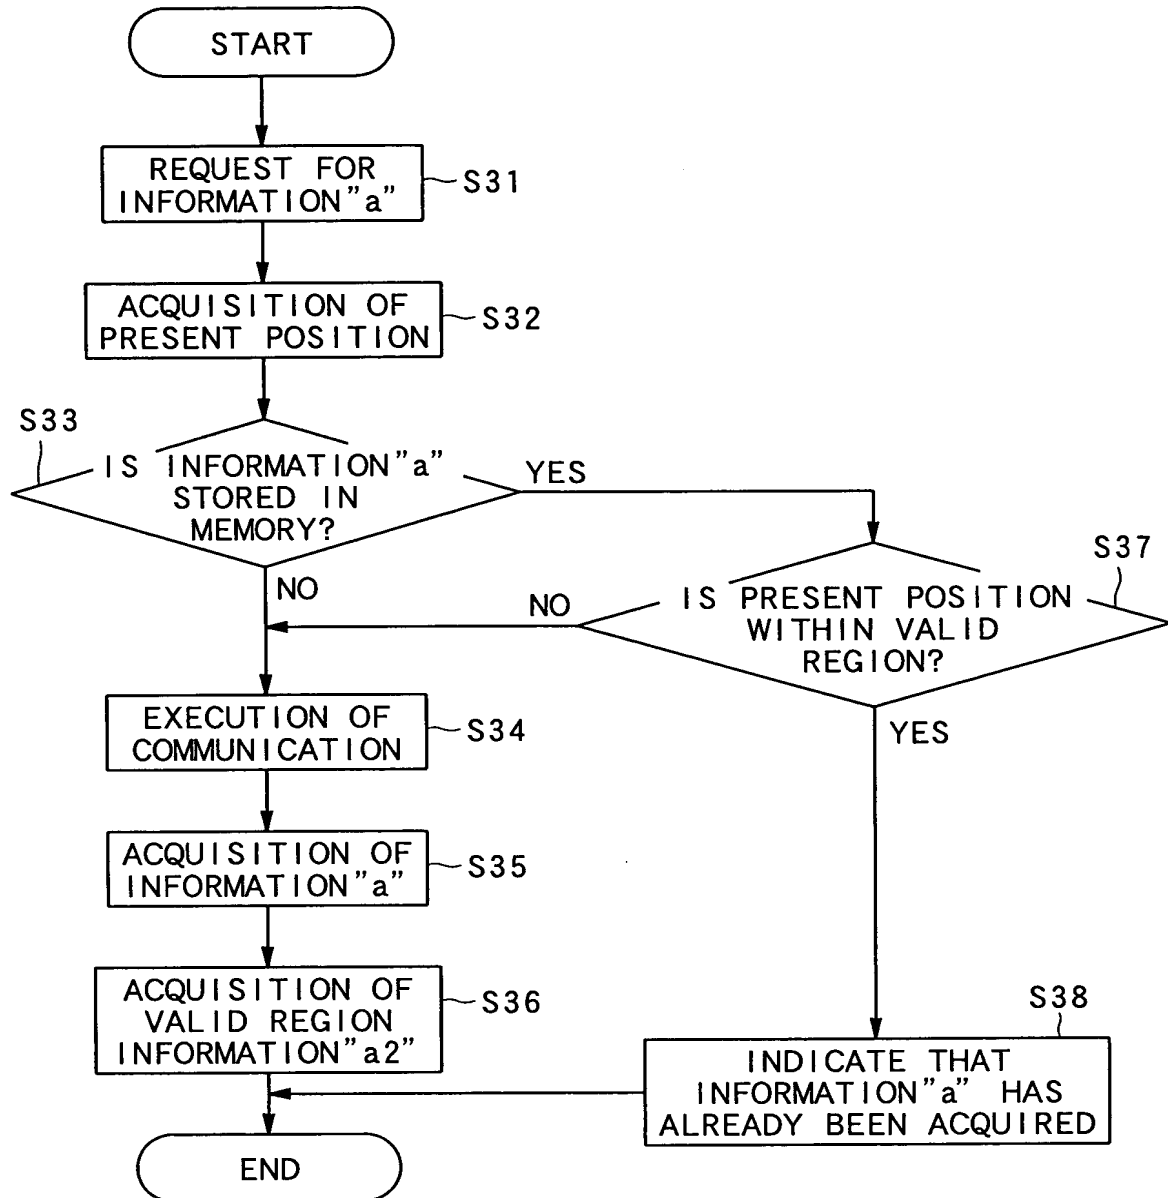 START
REQUEST FOR
INFORMATION"a"
S31
ACQUISITION OF
PRESENT POSITION
S32
S33
IS INFORMATION"a"
STORED IN
MEMORY?
YES
NO
S37
IS PRESENT POSITION
WITHIN VALID
REGION?
NO
YES
EXECUTION OF
COMMUNICATION
S34
ACQUISITION OF
INFORMATION"a"
S35
ACQUISITION OF
VALID REGION
INFORMATION"a2"
S36
S38
INDICATE THAT
INFORMATION"a" HAS
ALREADY BEEN ACQUIRED
END